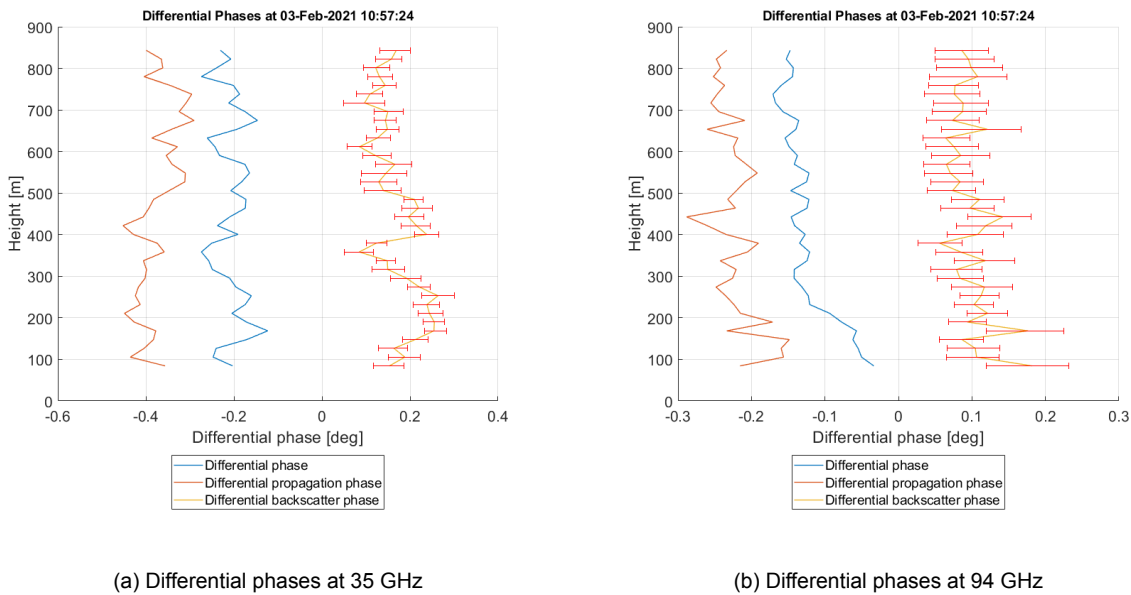 Differential Phases at 03-Feb-2021 10:57:24
900
800
700
600
500
400
300
200
100
0
Height [m]
-0.6
-0.4
-0.2
0
0.2
0.4
Differential phase [deg]
Differential phase
Differential propagation phase
Differential backscatter phase
(a) Differential phases at 35 GHz
Differential Phases at 03-Feb-2021 10:57:24
900
800
700
600
500
400
300
200
100
0
Height [m]
-0.3
-0.2
-0.1
0
0.1
0.2
0.3
Differential phase [deg]
Differential phase
Differential propagation phase
Differential backscatter phase
(b) Differential phases at 94 GHz